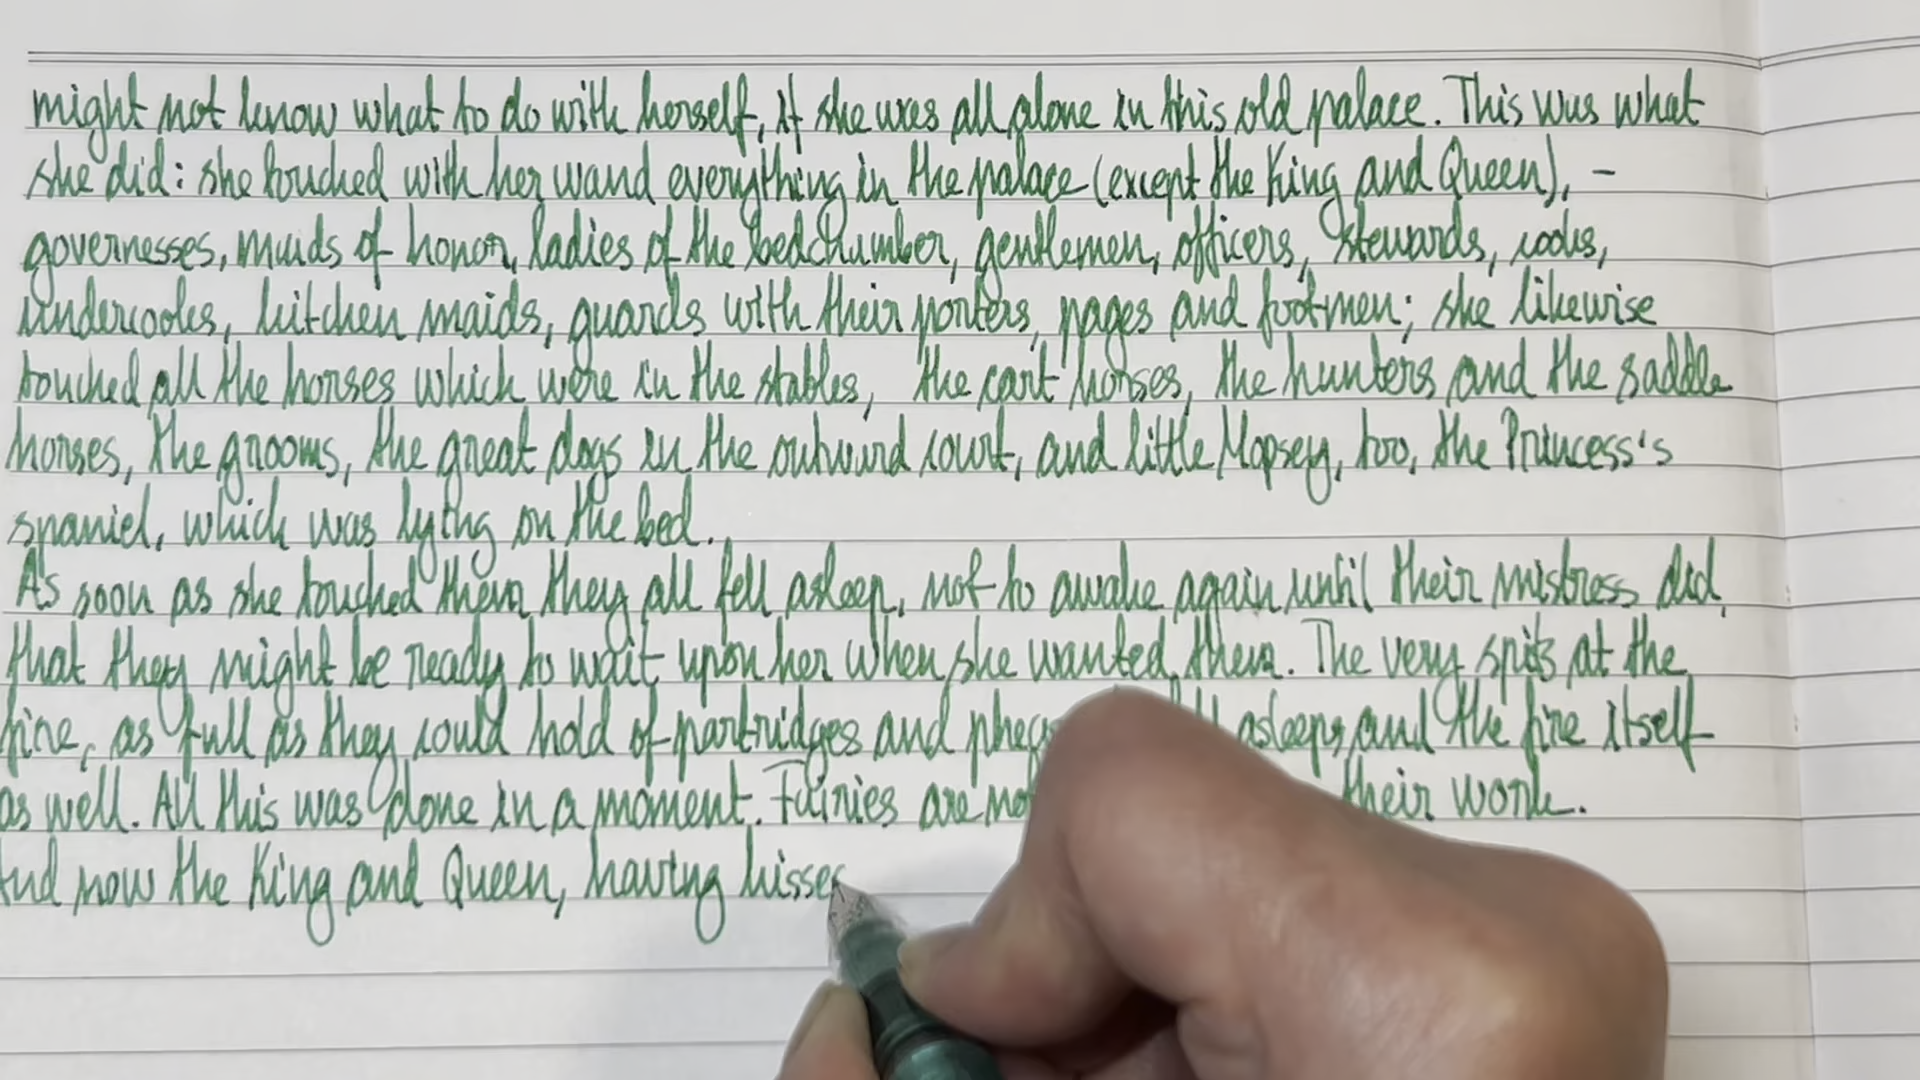 might not know what to do with herself, if she was all alone in this old palace. This was what
she did: she touched with her wand everything in the palace (except the King and Queen), –
governesses, maids of honor, ladies of the bedchamber, gentlemen, officers, stewards, cooks,
undercooks, kitchen maids, guards with their porters, pages and footmen; she likewise
touched all the horses which were in the stables, the cart horses, the hunters and the saddle
horses, the grooms, the great dogs in the outward court, and little Mopsey, too, the Princess's
spaniel, which was lying on the bed.
As soon as she touched them they all fell asleep, not to awake again until their mistress did,
that they might be ready to wait upon her when she wanted them. The very spits at the
fire, as full as they could hold of partridges and asleep, and the fire itself
as well. All this was done in a moment. Fairies are their work.
And now the King and Queen, having kisse